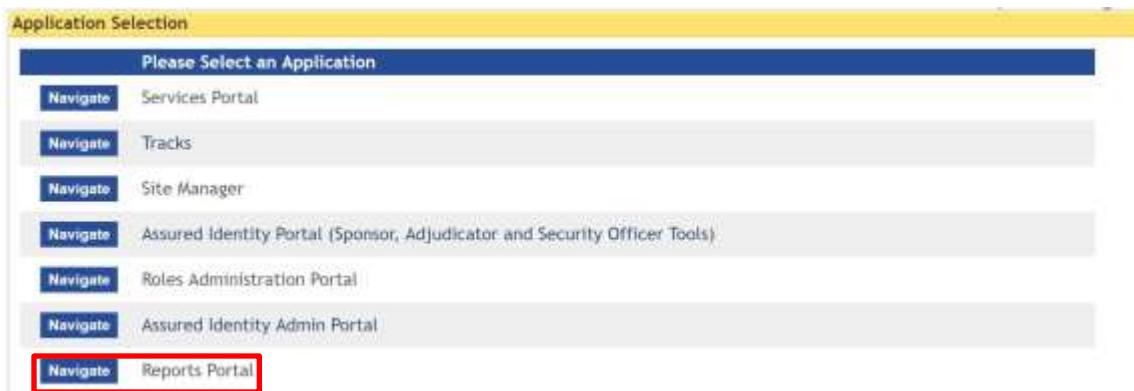 Application Selection
Please Select an Application
Navigate Services Portal
Navigate Tracks
Navigate Site Manager
Navigate Assured Identity Portal (Sponsor, Adjudicator and Security Officer Tools)
Navigate Roles Administration Portal
Navigate Assured Identity Admin Portal
Navigate Reports Portal